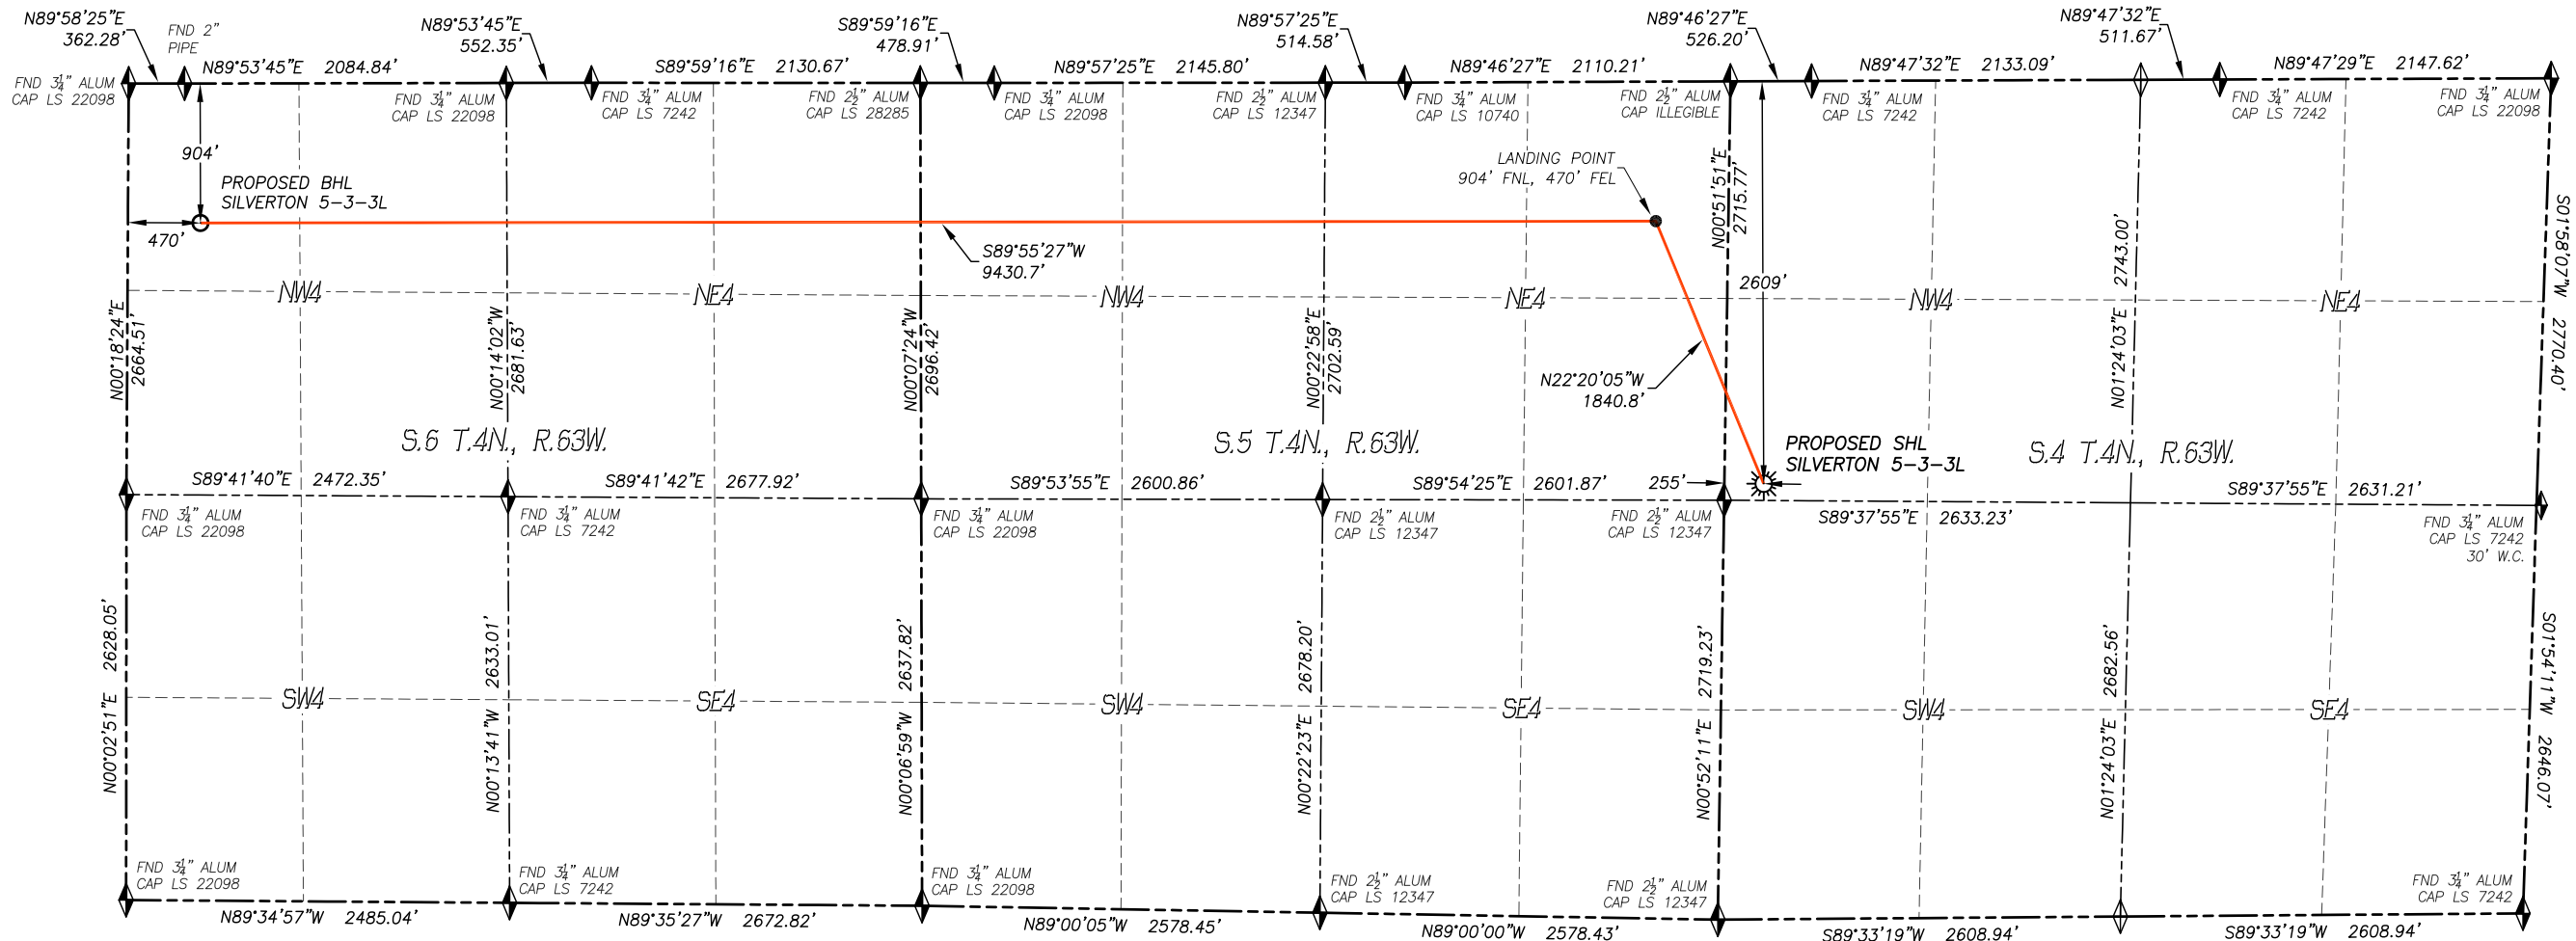 N89°58'25"E
362.28'
FND 2"
PIPE
N89°53'45"E
552.35'
S89°59'16"E
478.91'
N89°57'25"E
514.58'
N89°46'27"E
526.20'
N89°47'32"E
511.67'
N89°53'45"E 2084.84'
S89°59'16"E 2130.67'
N89°57'25"E 2145.80'
N89°46'27"E 2110.21'
N89°47'32"E 2133.09'
N89°47'29"E 2147.62'
FND 3¼" ALUM
CAP LS 22098
FND 3¼" ALUM
CAP LS 22098
FND 3¼" ALUM
CAP LS 7242
FND 2½" ALUM
CAP LS 28285
FND 3¼" ALUM
CAP LS 22098
FND 2½" ALUM
CAP LS 12347
FND 3¼" ALUM
CAP LS 10740
FND 2½" ALUM
CAP ILLEGIBLE
FND 3¼" ALUM
CAP LS 7242
FND 3¼" ALUM
CAP LS 7242
FND 3¼" ALUM
CAP LS 22098
904'
PROPOSED BHL
SILVERTON 5-3-3L
470'
LANDING POINT
904' FNL, 470' FEL
S89°55'27"W
9430.7'
N00°51'51"E
2715.77'
2609'
2743.00'
N01°24'03"E
S01°58'07"W 2770.40'
NW4
NE4
NW4
NE4
NW4
NE4
N00°18'24"E
2664.51'
N00°14'02"W
2681.63'
N00°07'24"W
2696.42'
N00°22'58"E
2702.59'
N22°20'05"W
1840.8'
S.6 T.4N., R.63W.
S.5 T.4N., R.63W.
S.4 T.4N., R.63W.
PROPOSED SHL
SILVERTON 5-3-3L
S89°41'40"E 2472.35'
S89°41'42"E 2677.92'
S89°53'55"E 2600.86'
S89°54'25"E 2601.87'
255'
S89°37'55"E 2633.23'
S89°37'55"E 2631.21'
FND 3¼" ALUM
CAP LS 22098
FND 3¼" ALUM
CAP LS 7242
FND 3¼" ALUM
CAP LS 22098
FND 2½" ALUM
CAP LS 12347
FND 2½" ALUM
CAP LS 12347
FND 3¼" ALUM
CAP LS 7242
30' W.C.
N00°02'51"E 2628.05'
N00°13'41"W 2633.01'
N00°06'59"W 2637.82'
N00°22'23"E 2678.20'
N00°52'11"E 2719.23'
N01°24'03"E 2682.56'
S01°54'11"W 2646.07'
SW4
SE4
SW4
SE4
SW4
SE4
FND 3¼" ALUM
CAP LS 22098
FND 3¼" ALUM
CAP LS 7242
FND 3¼" ALUM
CAP LS 22098
FND 2½" ALUM
CAP LS 12347
FND 2½" ALUM
CAP LS 12347
FND 3¼" ALUM
CAP LS 7242
N89°34'57"W 2485.04'
N89°35'27"W 2672.82'
N89°00'05"W 2578.45'
N89°00'00"W 2578.43'
S89°33'19"W 2608.94'
S89°33'19"W 2608.94'